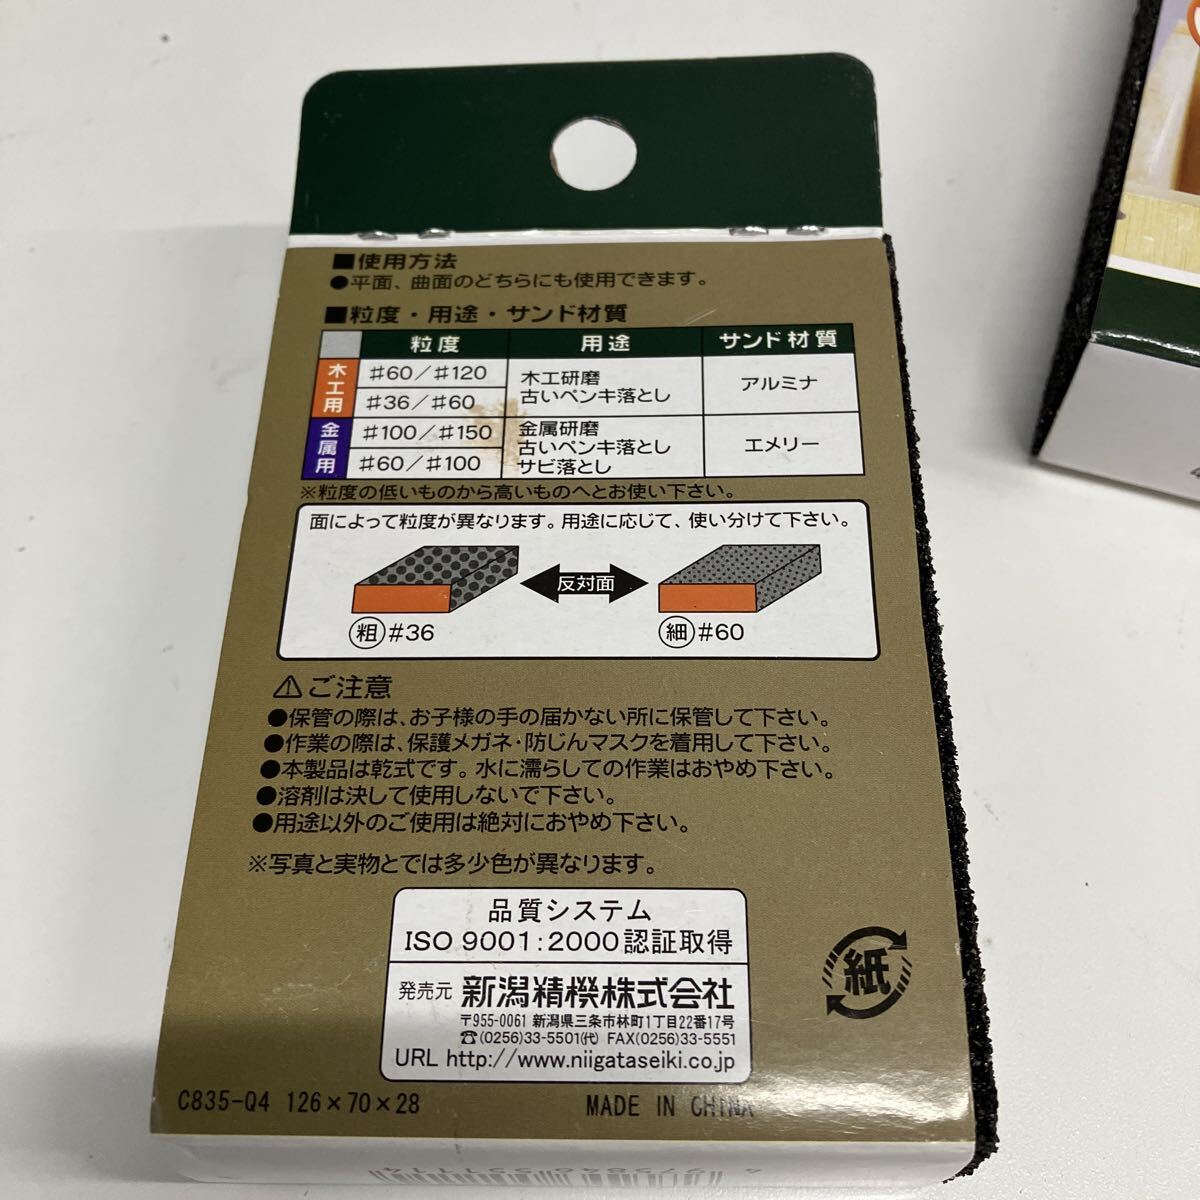 ■使用方法
●平面、曲面のどちらにも使用できます。
■粒度・用途・サンド材質
粒度 用途 サンド材質
木工用 #60/#120 木工研磨 アルミナ
#36/#60 古いペンキ落とし
金属用 #100/#150 金属研磨 エメリー
古いペンキ落とし
#60/#100 サビ落とし
※粒度の低いものから高いものへとお使い下さい。
面によって粒度が異なります。用途に応じて、使い分けて下さい。
反対面
粗 #36 細 #60
⚠ご注意
●保管の際は、お子様の手の届かない所に保管して下さい。
●作業の際は、保護メガネ・防じんマスクを着用して下さい。
●本製品は乾式です。水に濡らしての作業はおやめ下さい。
●溶剤は決して使用しないで下さい。
●用途以外のご使用は絶対におやめ下さい。
※写真と実物とでは多少色が異なります。
品質システム
ISO 9001:2000認証取得
発売元 新潟精機株式会社
〒955-0061 新潟県三条市林町1丁目22番17号
☎(0256)33-5501(代) FAX(0256)33-5551
URL http://www.niigataseiki.co.jp
紙
C835-Q4 126×70×28 MADE IN CHINA